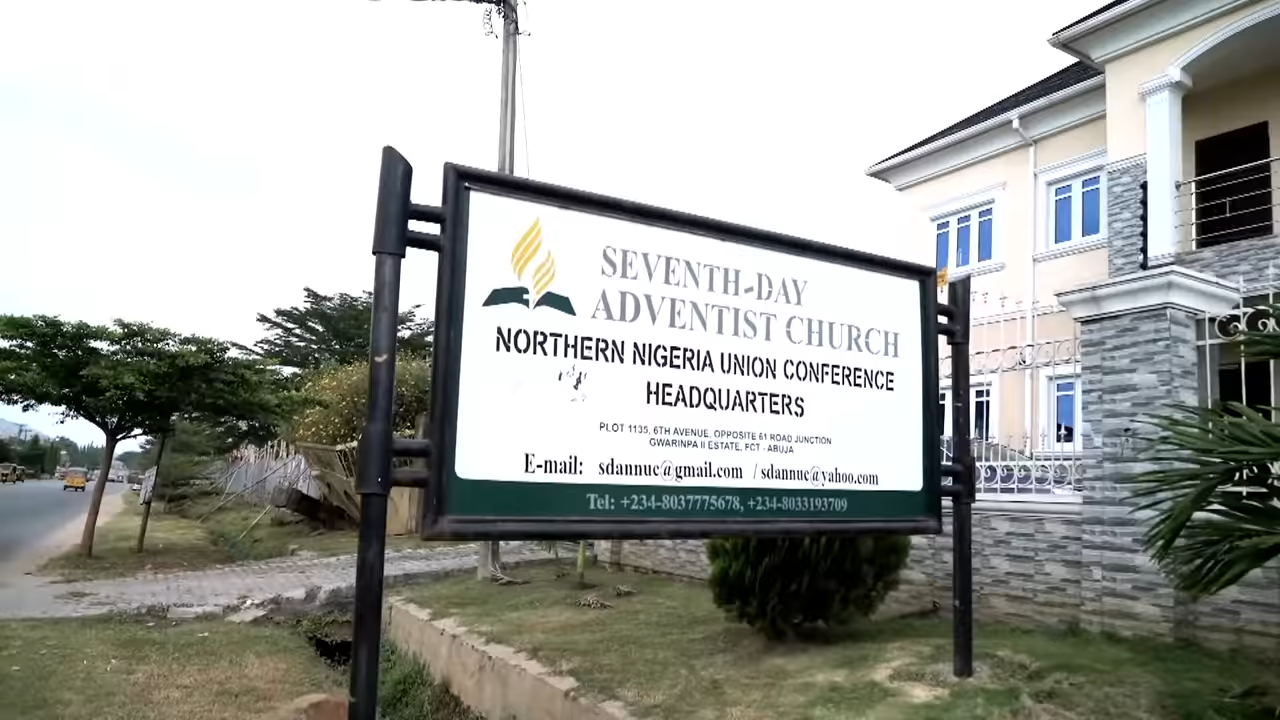 SEVENTH-DAY
ADVENTIST CHURCH
NORTHERN NIGERIA UNION CONFERENCE
HEADQUARTERS
PLOT 1135, 6TH AVENUE, OPPOSITE 61 ROAD JUNCTION
GWARINPA II ESTATE, FCT - ABUJA
E-mail: sdannuc@gmail.com / sdannuc@yahoo.com
Tel: +234-8037775678, +234-8033193709